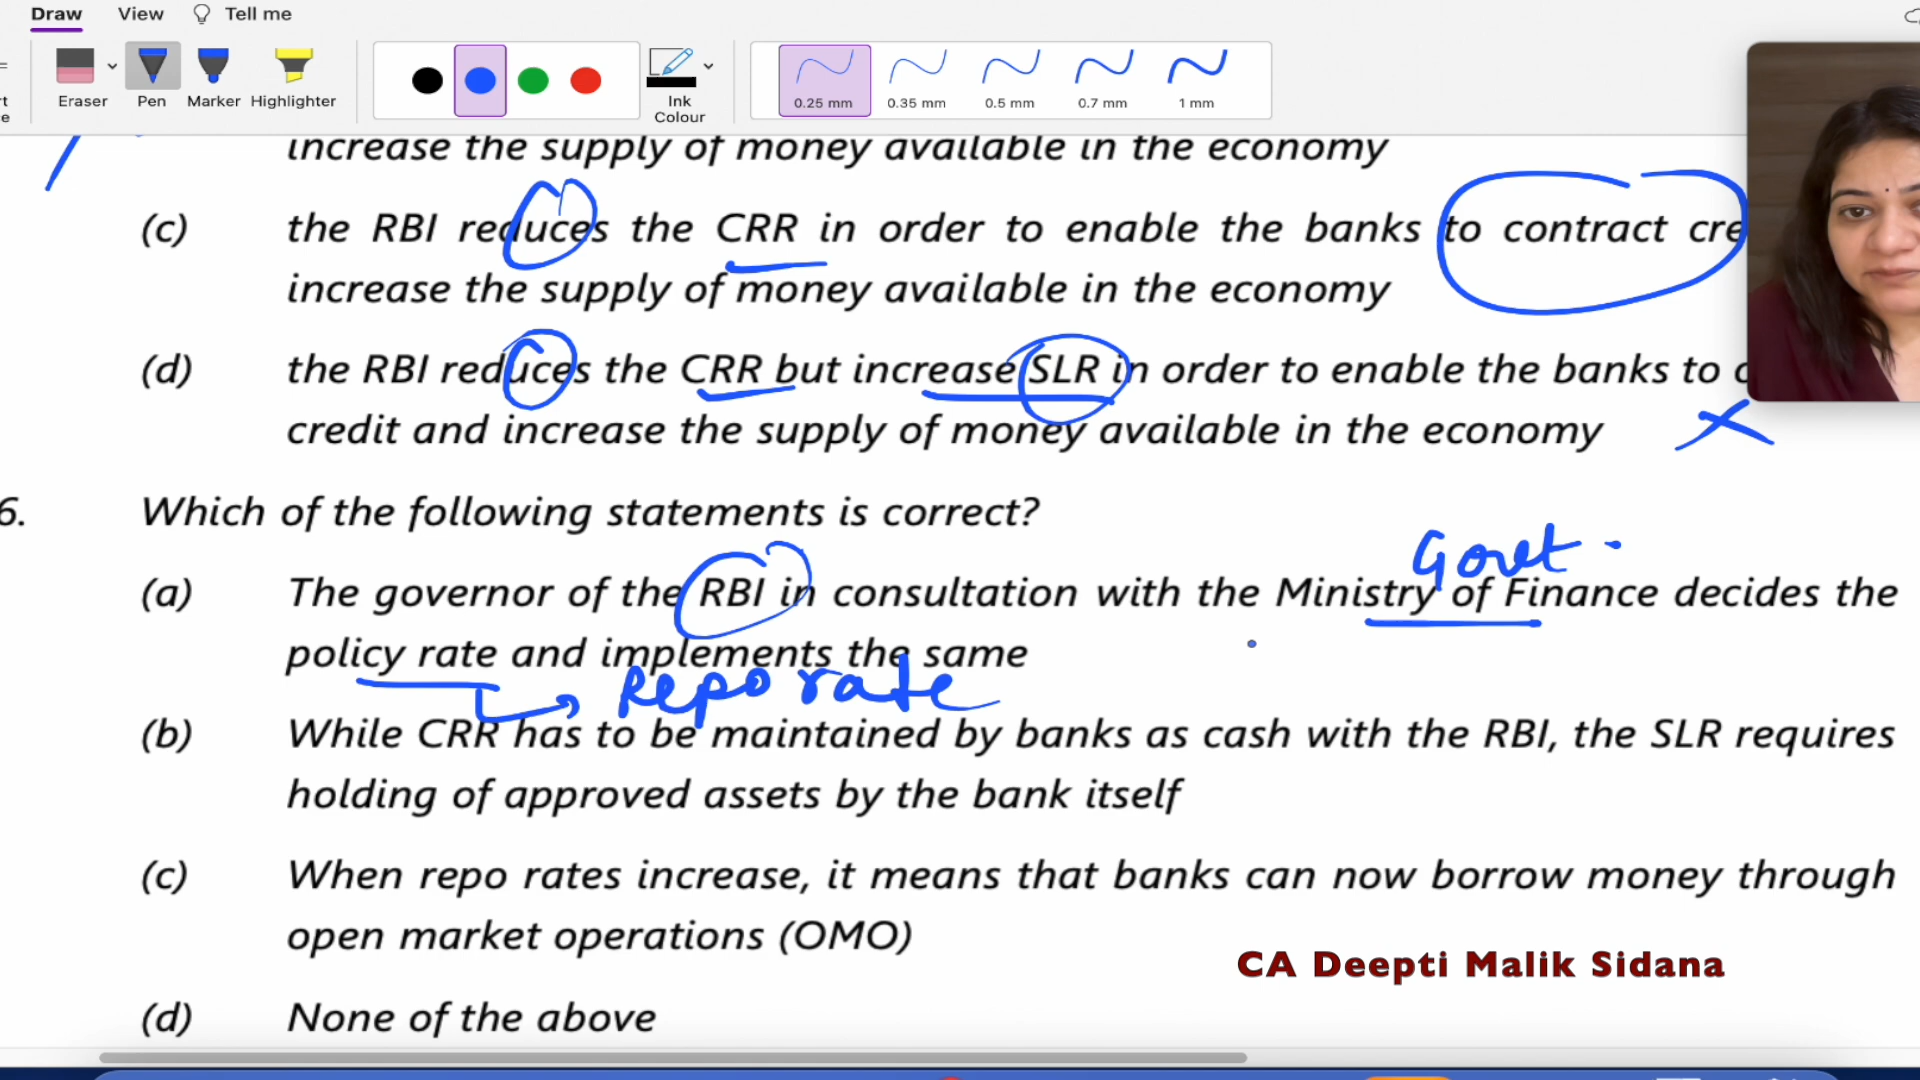 Draw View Tell me
Eraser Pen Marker Highlighter Ink Colour 0.25 mm 0.35 mm 0.5 mm 0.7 mm 1 mm
increase the supply of money available in the economy
(c) the RBI reduces the CRR in order to enable the banks to contract cre
increase the supply of money available in the economy
(d) the RBI reduces the CRR but increase SLR in order to enable the banks to
credit and increase the supply of money available in the economy
6. Which of the following statements is correct?
Govt.
(a) The governor of the RBI in consultation with the Ministry of Finance decides the
policy rate and implements the same
Repo rate
(b) While CRR has to be maintained by banks as cash with the RBI, the SLR requires
holding of approved assets by the bank itself
(c) When repo rates increase, it means that banks can now borrow money through
open market operations (OMO)
CA Deepti Malik Sidana
(d) None of the above